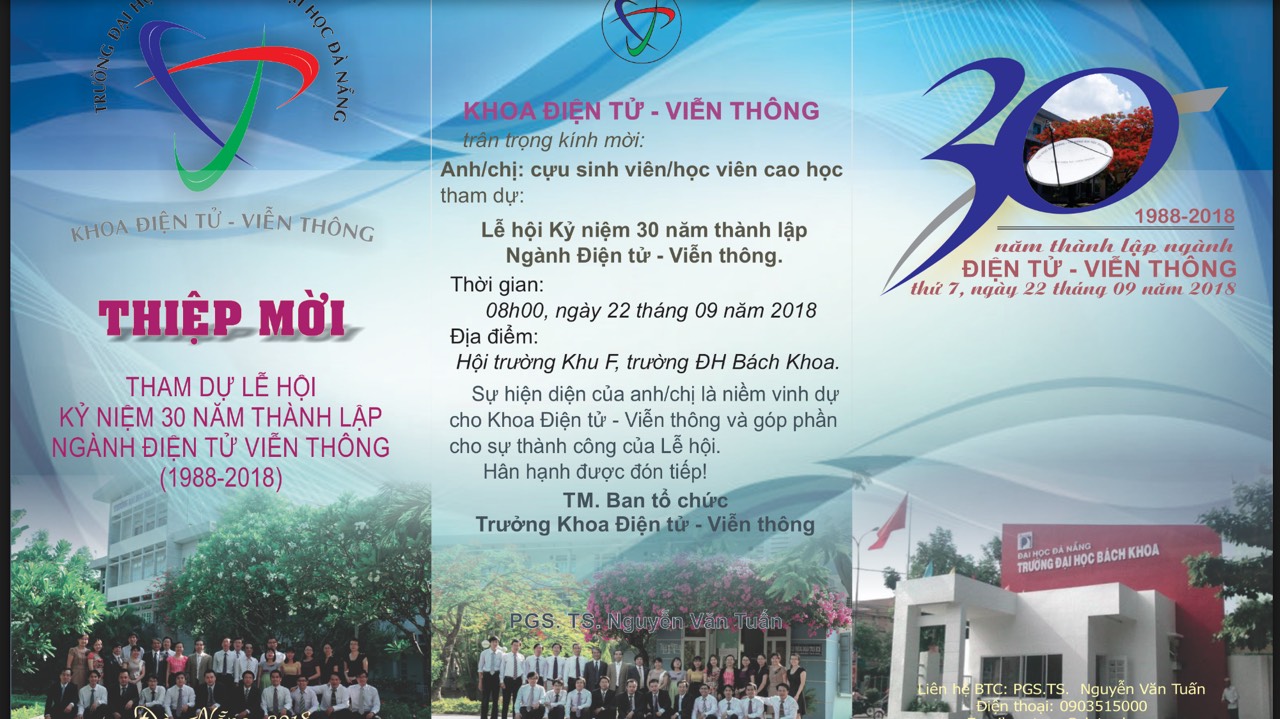 TRƯỜNG ĐẠI HỌC ĐÀ NẴNG
KHOA ĐIỆN TỬ - VIỄN THÔNG
THIỆP MỜI
THAM DỰ LỄ HỘI
KỶ NIỆM 30 NĂM THÀNH LẬP
NGÀNH ĐIỆN TỬ VIỄN THÔNG
(1988-2018)
KHOA ĐIỆN TỬ - VIỄN THÔNG
trân trọng kính mời:
Anh/chị: cựu sinh viên/học viên cao học
tham dự:
Lễ hội Kỷ niệm 30 năm thành lập
Ngành Điện tử - Viễn thông.
Thời gian:
08h00, ngày 22 tháng 09 năm 2018
Địa điểm:
Hội trường Khu F, trường ĐH Bách Khoa.
Sự hiện diện của anh/chị là niềm vinh dự
cho Khoa Điện tử - Viễn thông và góp phần
cho sự thành công của Lễ hội.
Hân hạnh được đón tiếp!
TM. Ban tổ chức
Trưởng Khoa Điện tử - Viễn thông
PGS. TS. Nguyễn Văn Tuấn
30
1988-2018
năm thành lập ngành
ĐIỆN TỬ - VIỄN THÔNG
thứ 7, ngày 22 tháng 09 năm 2018
ĐẠI HỌC ĐÀ NẴNG
TRƯỜNG ĐẠI HỌC BÁCH KHOA
Liên hệ BTC: PGS.TS. Nguyễn Văn Tuấn
Điện thoại: 0903515000